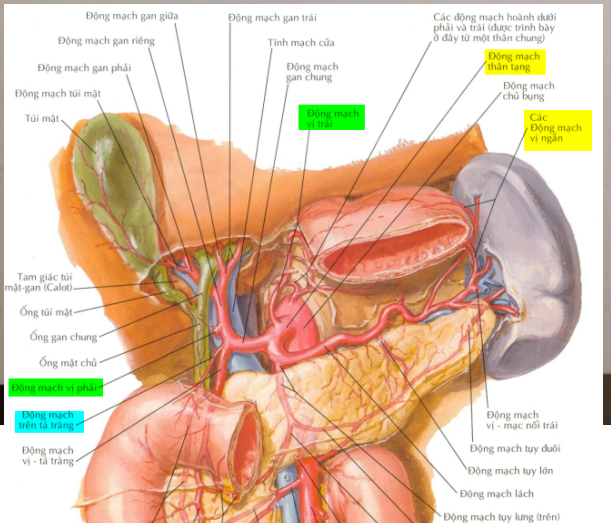 Động mạch gan giữa
Động mạch gan trái
Các động mạch hoành dưới
phải và trái (được trình bày
ở đây từ một thân chung)
Động mạch gan riêng
Tĩnh mạch cửa
Động mạch
thân tạng
Động mạch gan phải
Động mạch
gan chung
Động mạch
chủ bụng
Động mạch túi mật
Động mạch
vị trái
Các
Động mạch
vị ngắn
Túi mật
Tam giác túi
mật-gan (Calot)
Ống túi mật
Ống gan chung
Ống mật chủ
Động mạch vị phải
Động mạch
trên tá tràng
Động mạch
vị - tá tràng
Động mạch
vị - mạc nối trái
Động mạch tụy đuôi
Động mạch tụy lớn
Động mạch lách
Động mạch tụy lưng (trên)